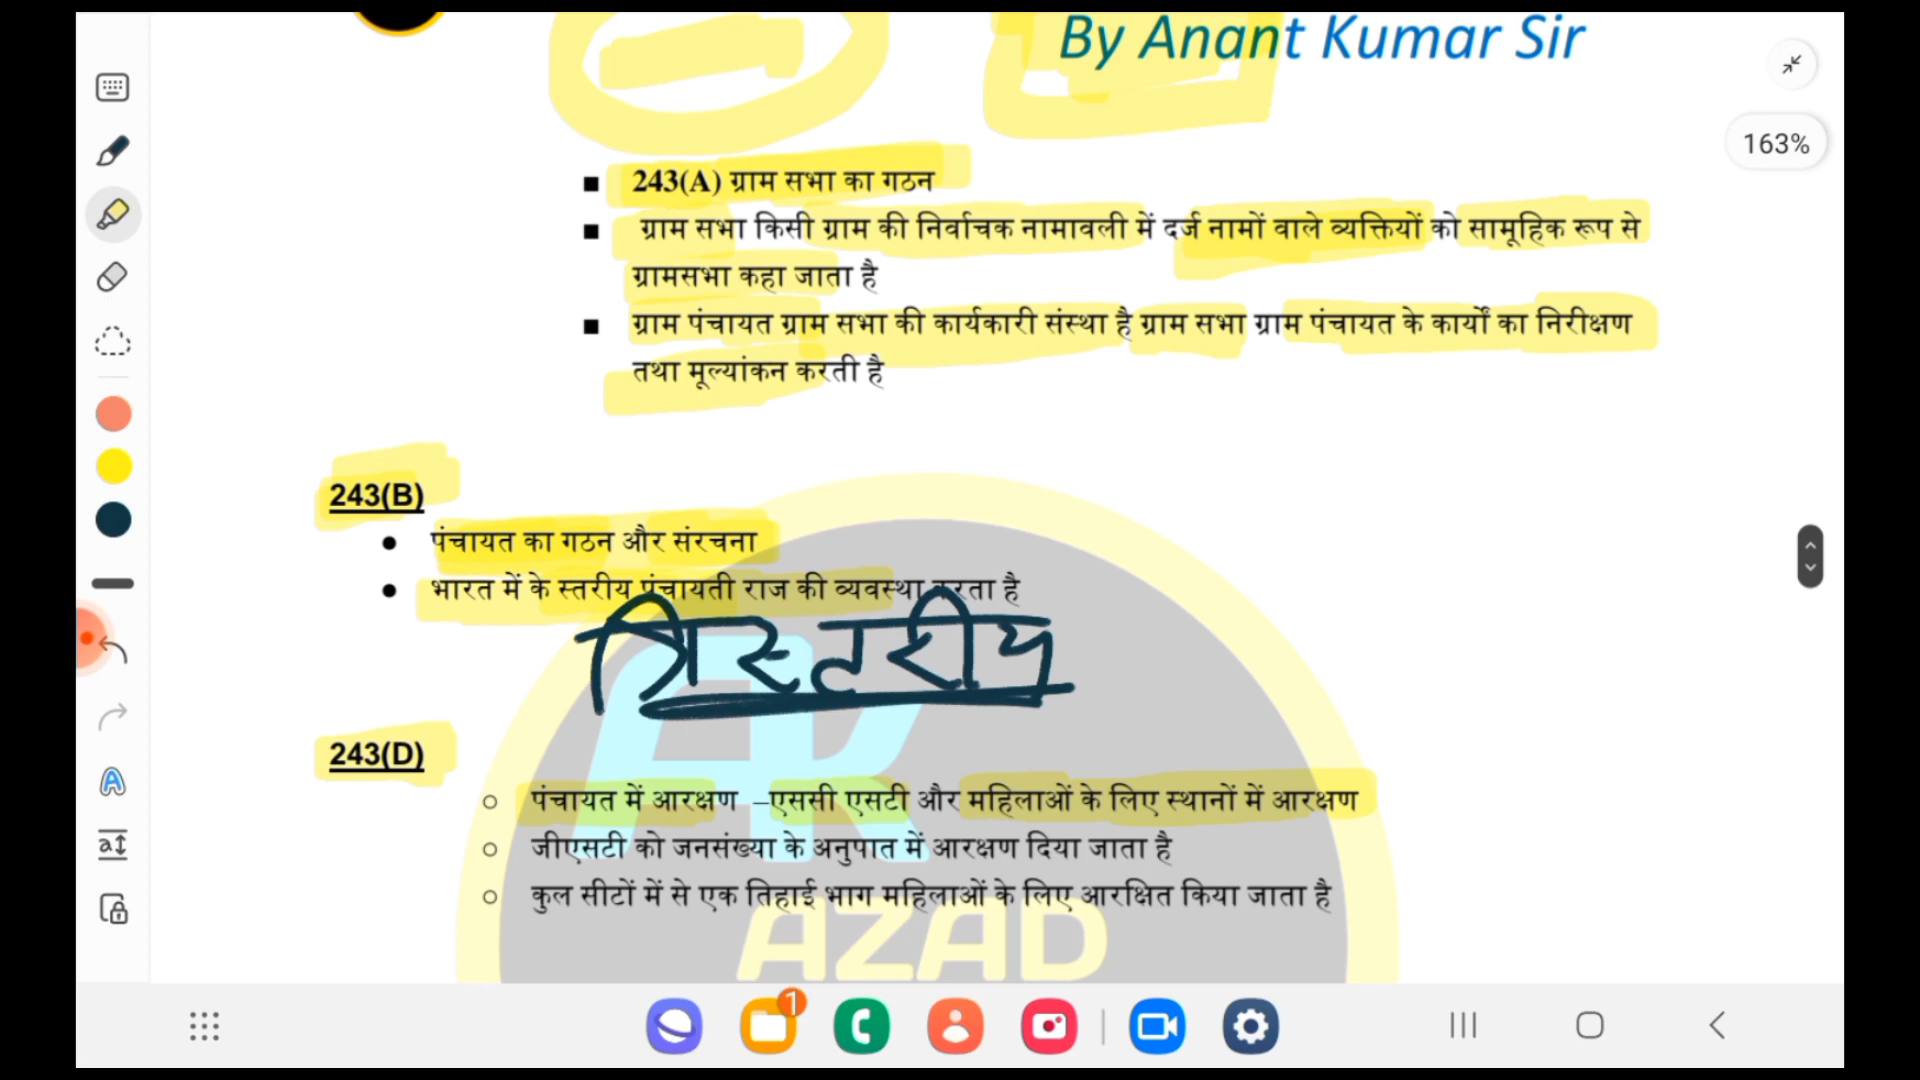 By Anant Kumar Sir
163%
■ 243(A) ग्राम सभा का गठन
■ ग्राम सभा किसी ग्राम की निर्वाचक नामावली में दर्ज नामों वाले व्यक्तियों को सामूहिक रूप से
ग्रामसभा कहा जाता है
■ ग्राम पंचायत ग्राम सभा की कार्यकारी संस्था है ग्राम सभा ग्राम पंचायत के कार्यों का निरीक्षण
तथा मूल्यांकन करती है
243(B)
● पंचायत का गठन और संरचना
● भारत में के स्तरीय पंचायती राज की व्यवस्था करता है
त्रिस्तरीय
243(D)
○ पंचायत में आरक्षण –एससी एसटी और महिलाओं के लिए स्थानों में आरक्षण
○ जीएसटी को जनसंख्या के अनुपात में आरक्षण दिया जाता है
○ कुल सीटों में से एक तिहाई भाग महिलाओं के लिए आरक्षित किया जाता है
AK
AZAD
1